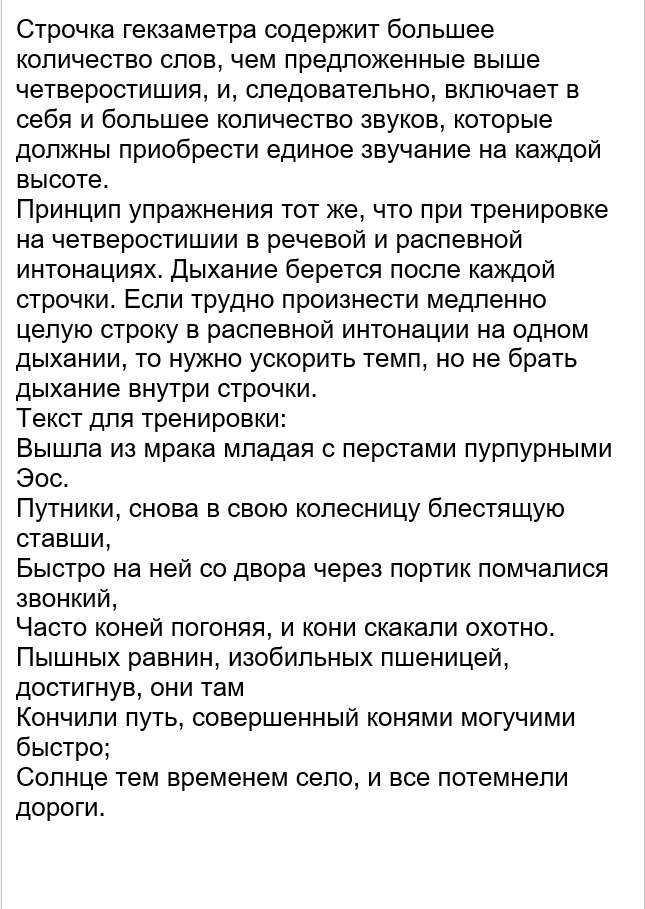 Строчка гекзаметра содержит большее
количество слов, чем предложенные выше
четверостишия, и, следовательно, включает в
себя и большее количество звуков, которые
должны приобрести единое звучание на каждой
высоте.
Принцип упражнения тот же, что при тренировке
на четверостишии в речевой и распевной
интонациях. Дыхание берется после каждой
строчки. Если трудно произнести медленно
целую строку в распевной интонации на одном
дыхании, то нужно ускорить темп, но не брать
дыхание внутри строчки.
Текст для тренировки:
Вышла из мрака младая с перстами пурпурными
Эос.
Путники, снова в свою колесницу блестящую
ставши,
Быстро на ней со двора через портик помчалися
звонкий,
Часто коней погоняя, и кони скакали охотно.
Пышных равнин, изобильных пшеницей,
достигнув, они там
Кончили путь, совершенный конями могучими
быстро;
Солнце тем временем село, и все потемнели
дороги.